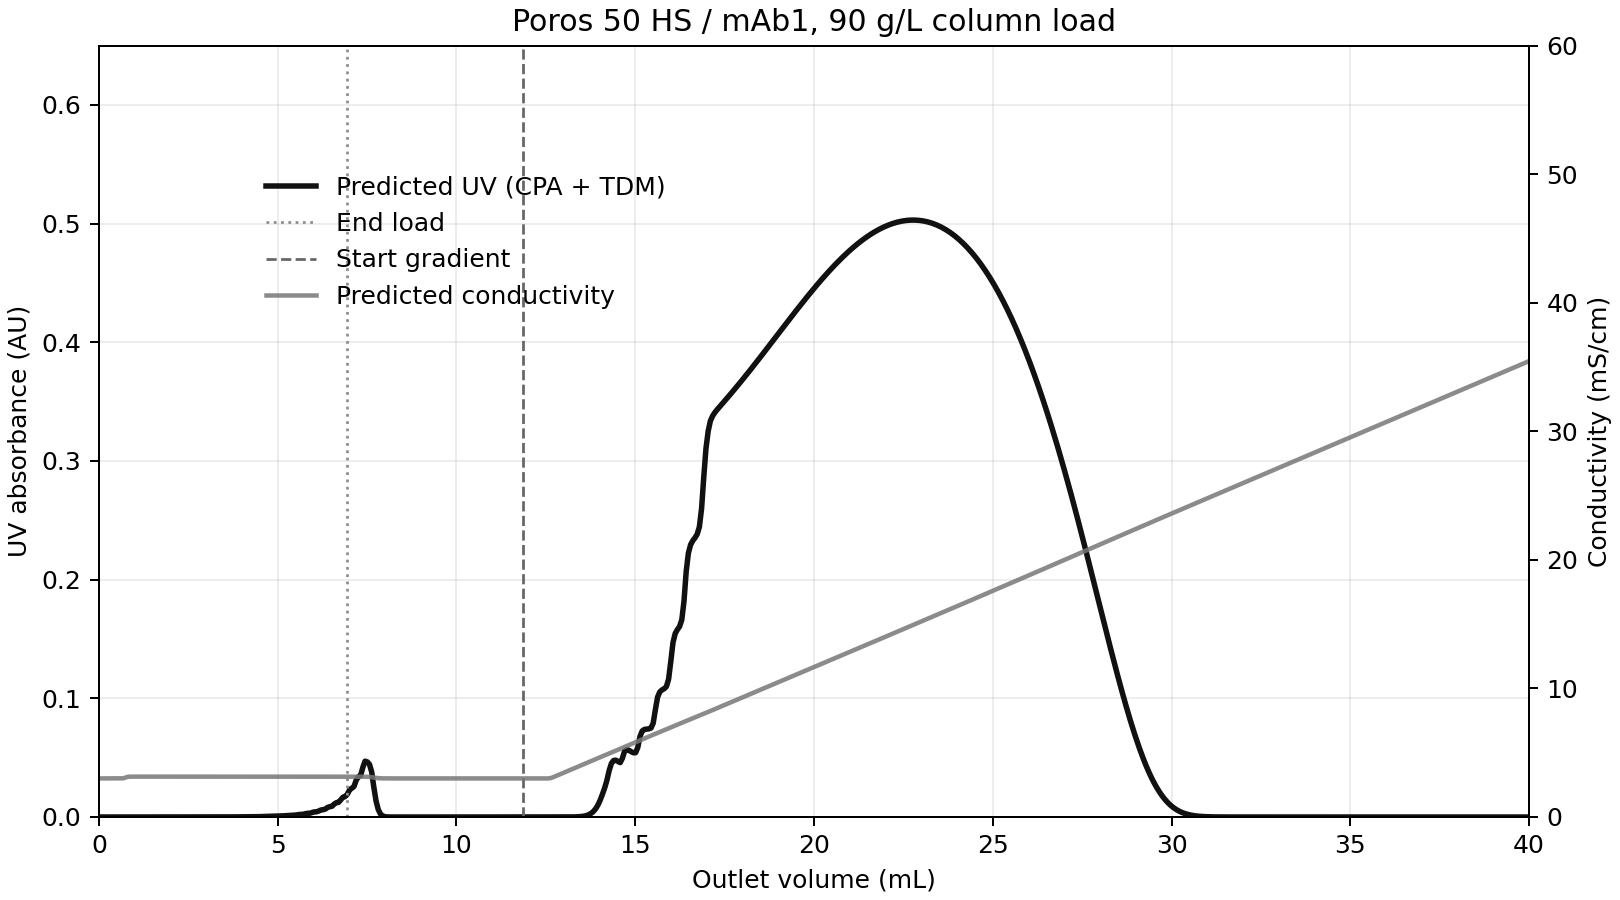 Poros 50 HS / mAb1, 90 g/L column load
UV absorbance (AU)
0.6
0.5
0.4
0.3
0.2
0.1
0.0
Predicted UV (CPA + TDM)
End load
Start gradient
Predicted conductivity
60
50
40
30
20
10
0
Conductivity (mS/cm)
0 5 10 15 20 25 30 35 40
Outlet volume (mL)